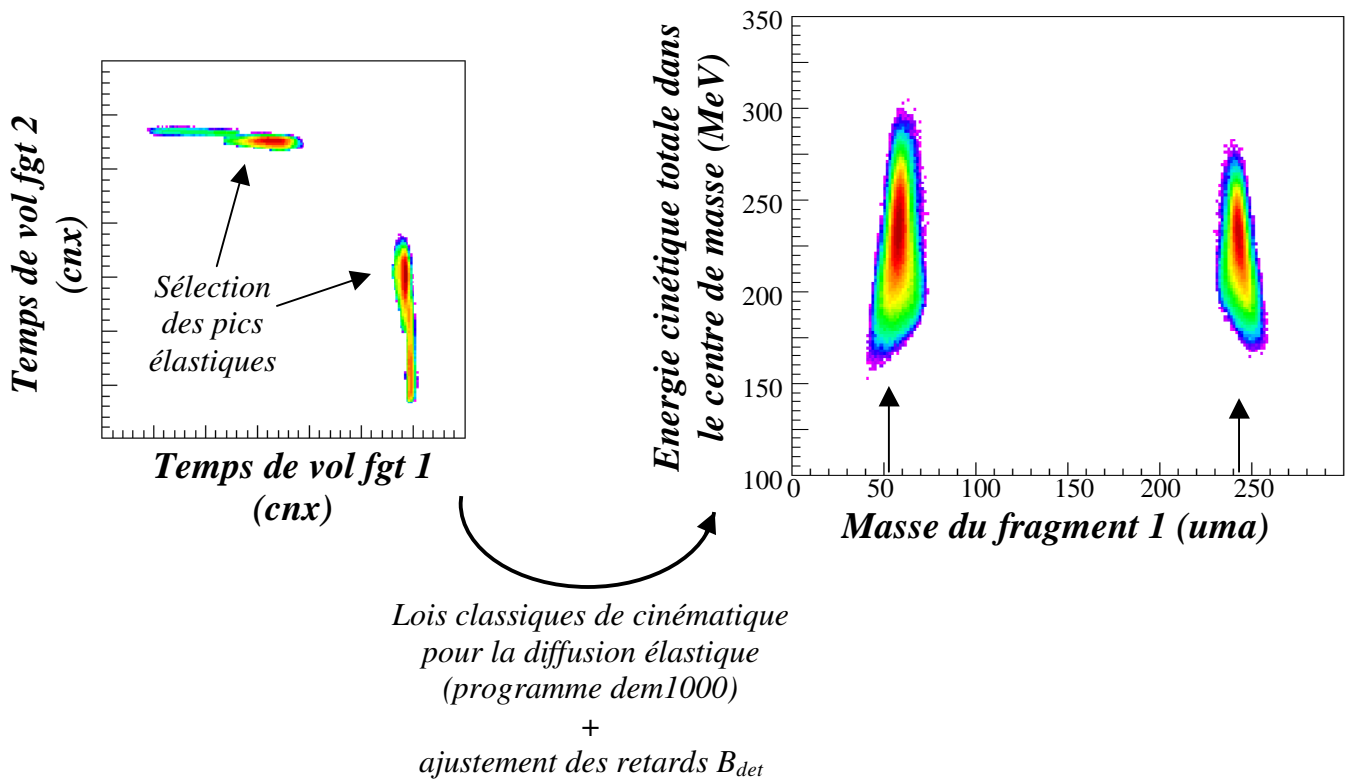 Temps de vol fgt 2
(cnx)
Sélection
des pics
élastiques
Temps de vol fgt 1
(cnx)
Energie cinétique totale dans
le centre de masse (MeV)
350
300
250
200
150
100
0 50 100 150 200 250
Masse du fragment 1 (uma)
Lois classiques de cinématique
pour la diffusion élastique
(programme dem1000)
+
ajustement des retards Bdet